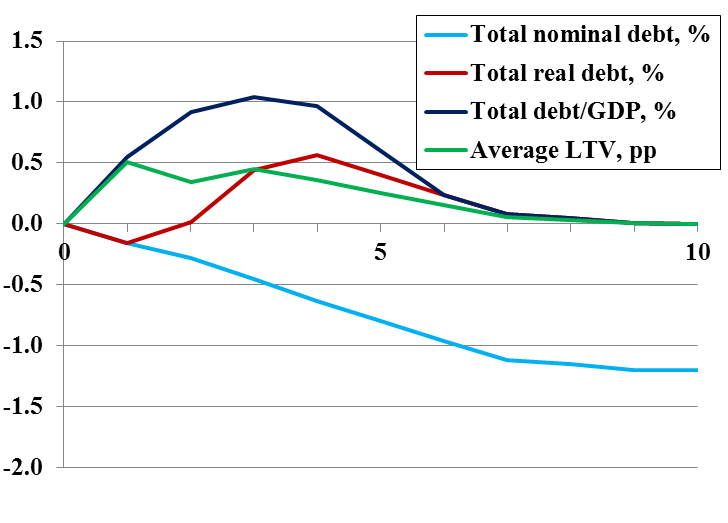 1.5
Total nominal debt, %
Total real debt, %
1.0
Total debt/GDP, %
Average LTV, pp
0.5
0.0
0
5
10
-0.5
-1.0
-1.5
-2.0